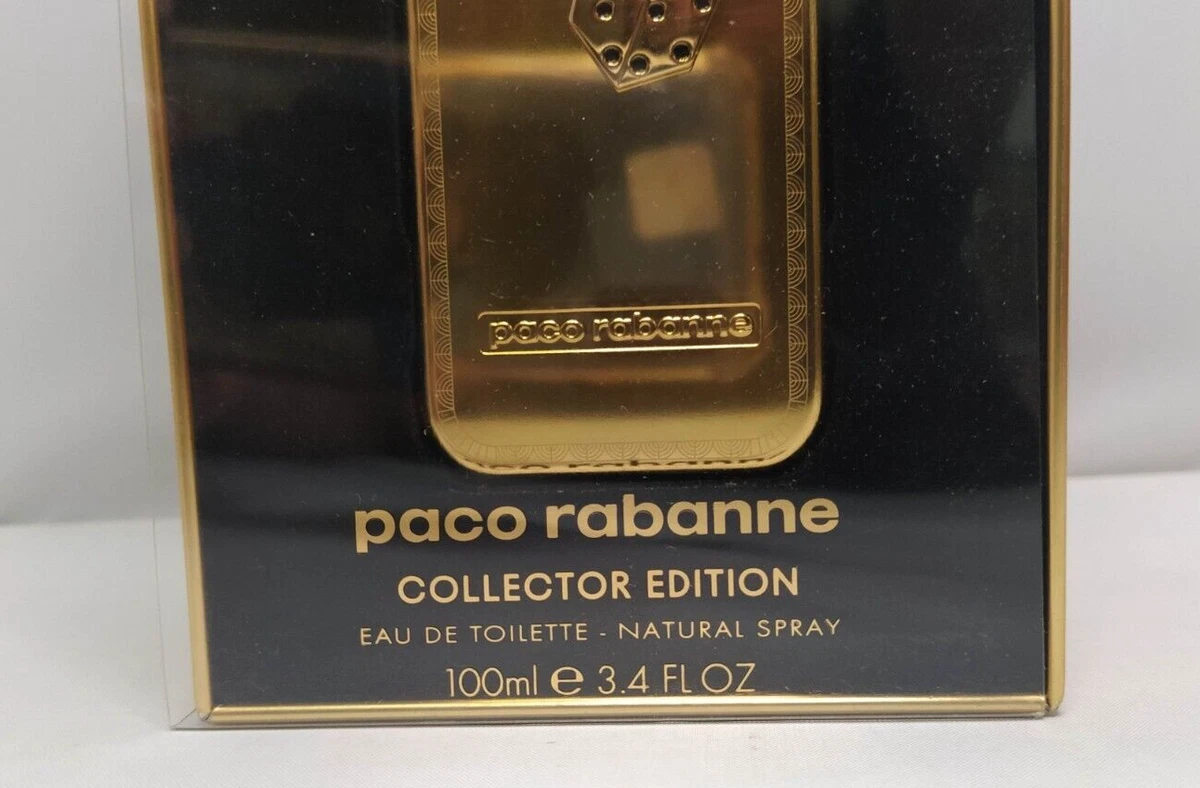 paco rabanne
paco rabanne
COLLECTOR EDITION
EAU DE TOILETTE - NATURAL SPRAY
100ml e 3.4 FL OZ